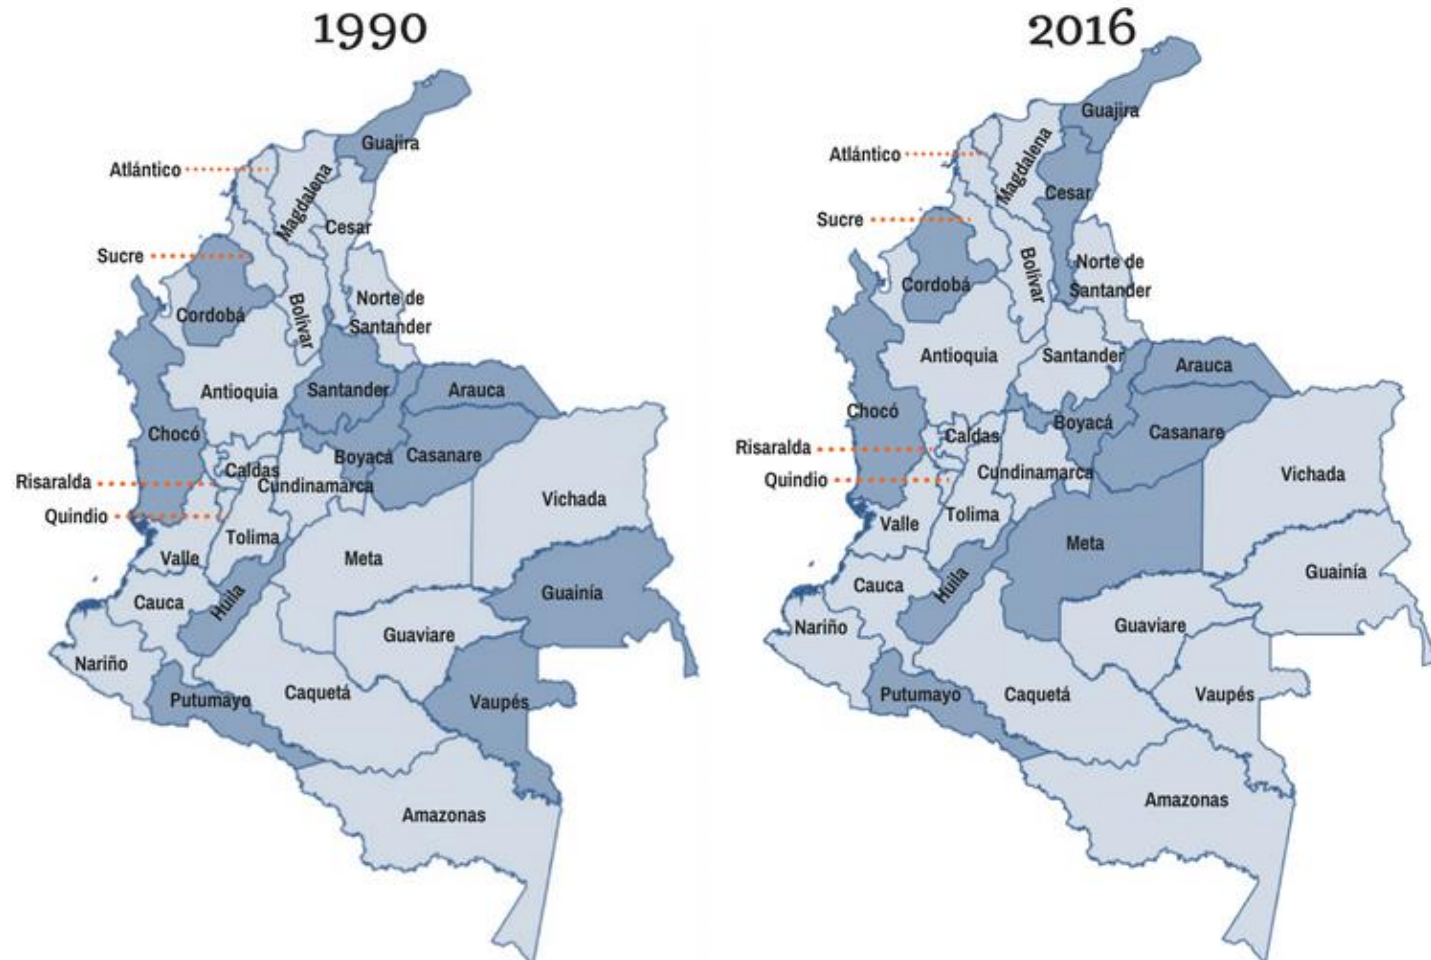 1990
Guajira
Atlántico
Magdalena
Cesar
Sucre
Norte de
Santander
Cordobá
Bolívar
Antioquia
Santander
Arauca
Chocó
Boyacá
Casanare
Risaralda
Caldas
Cundinamarca
Vichada
Quindio
Tolima
Valle
Meta
Guainía
Cauca
Huila
Guaviare
Nariño
Putumayo
Caquetá
Vaupés
Amazonas
2016
Guajira
Atlántico
Magdalena
Cesar
Sucre
Norte de
Santander
Cordobá
Bolívar
Antioquia
Santander
Arauca
Chocó
Boyacá
Casanare
Risaralda
Caldas
Cundinamarca
Vichada
Quindio
Tolima
Valle
Meta
Guainía
Cauca
Huila
Guaviare
Nariño
Putumayo
Caquetá
Vaupés
Amazonas